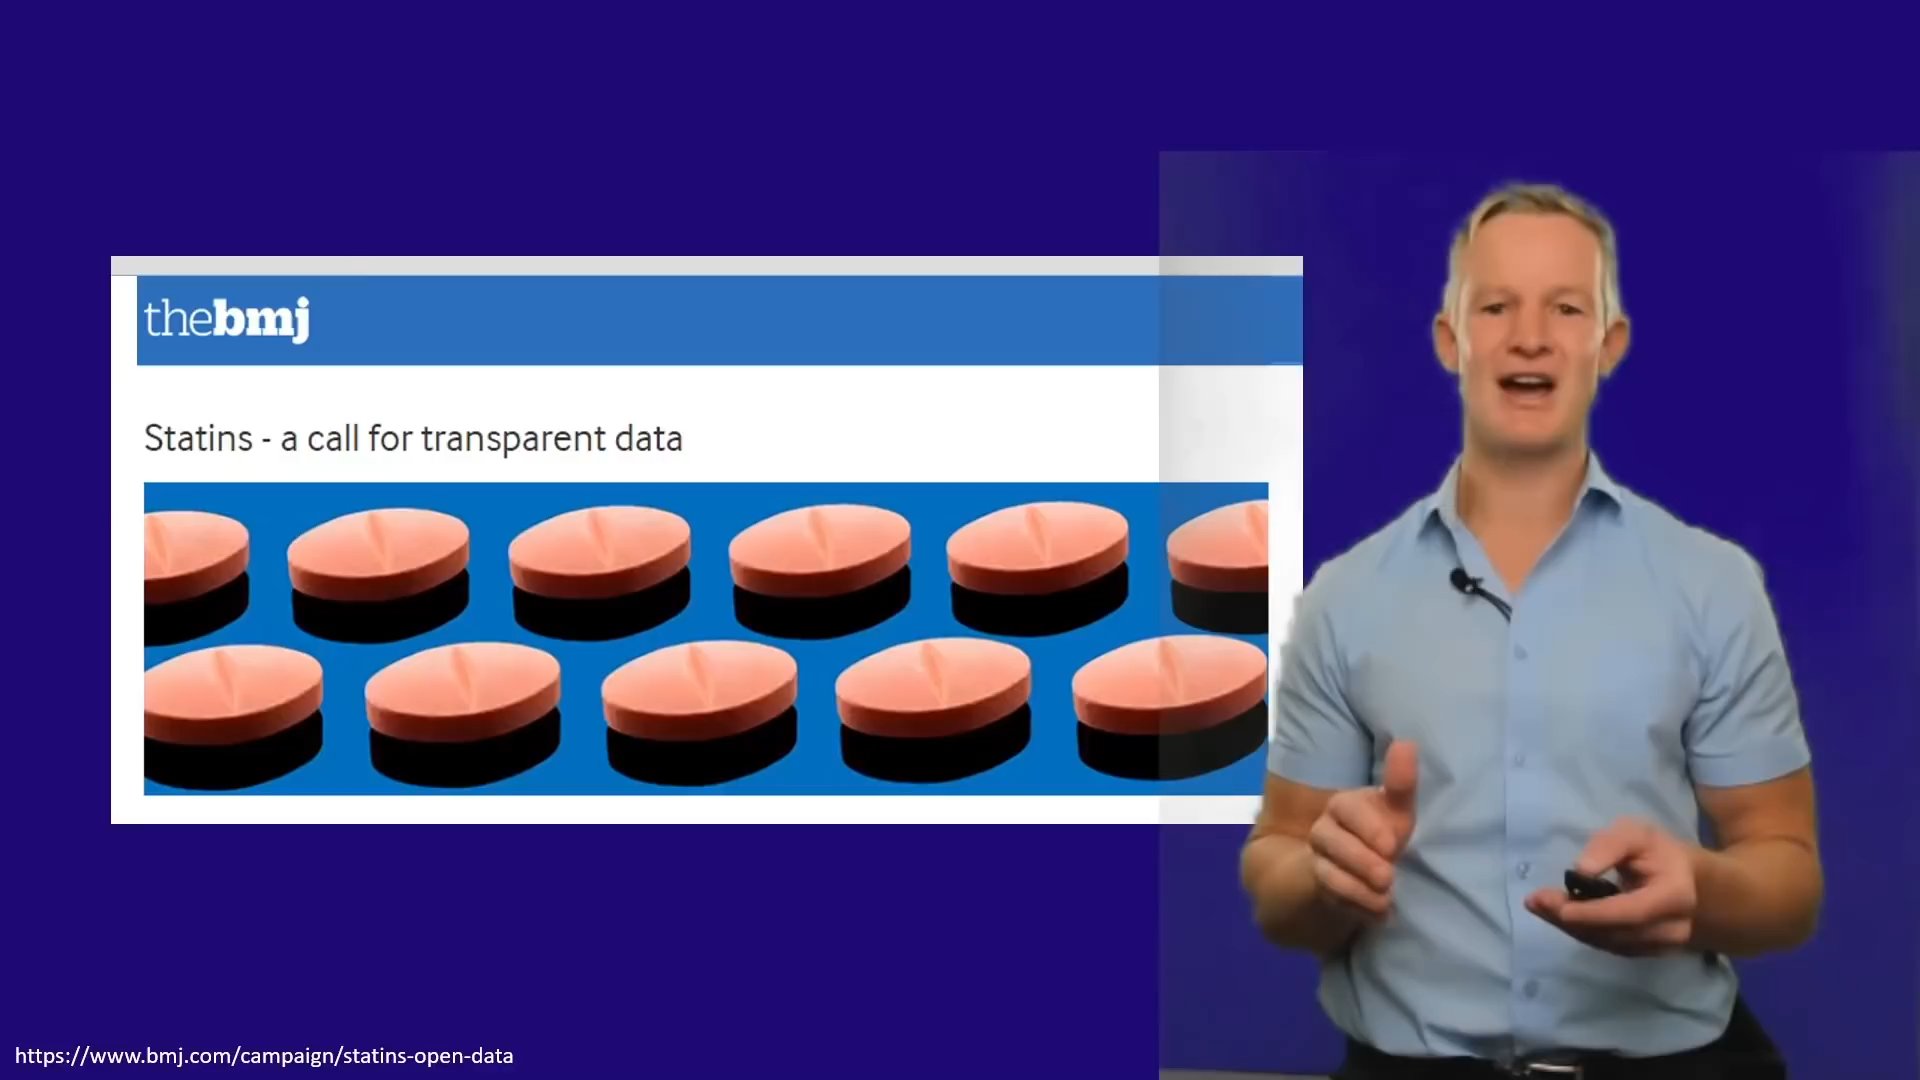 thebmj
Statins - a call for transparent data
https://www.bmj.com/campaign/statins-open-data